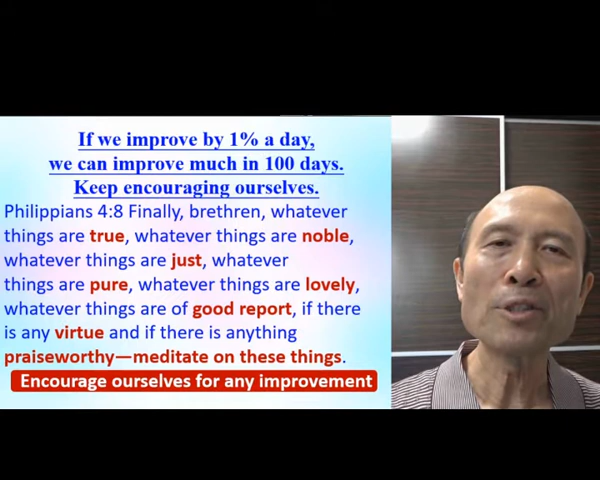 If we improve by 1% a day,
we can improve much in 100 days.
Keep encouraging ourselves.
Philippians 4:8 Finally, brethren, whatever
things are true, whatever things are noble,
whatever things are just, whatever
things are pure, whatever things are lovely,
whatever things are of good report, if there
is any virtue and if there is anything
praiseworthy—meditate on these things.
Encourage ourselves for any improvement